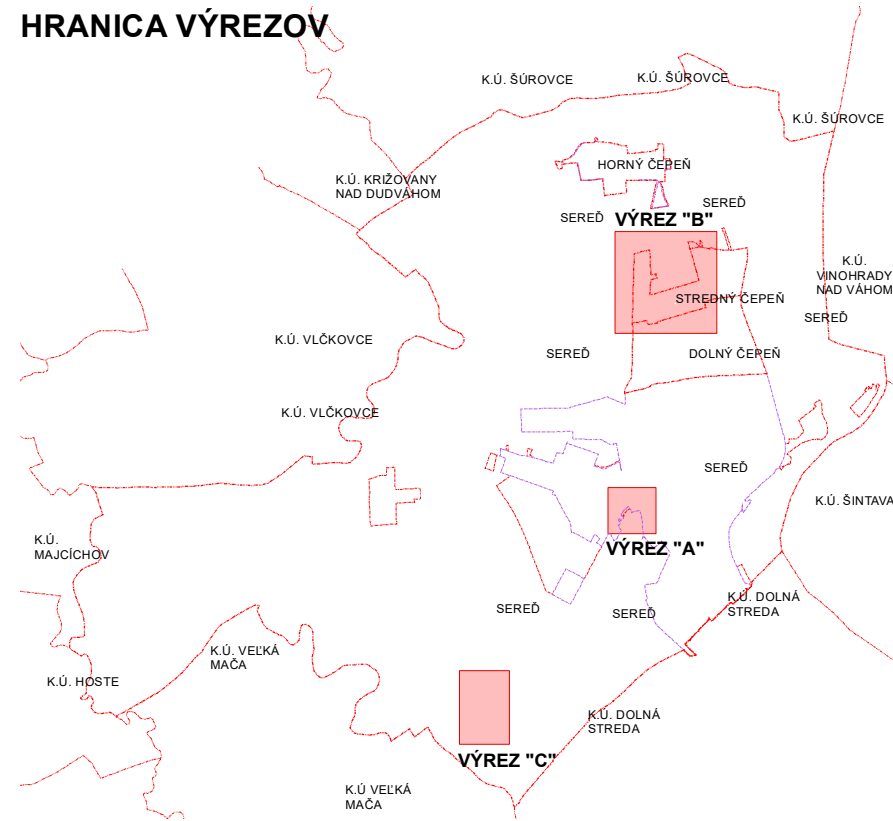 HRANICA VÝREZOV
K.Ú. ŠÚROVCE
K.Ú. ŠÚROVCE
K.Ú. ŠÚROVCE
HORNÝ ČEPEŇ
K.Ú. KRIŽOVANY
NAD DUDVÁHOM
SEREĎ
SEREĎ
VÝREZ "B"
K.Ú.
VINOHRADY
NAD VÁHOM
STREDNÝ ČEPEŇ
SEREĎ
K.Ú. VLČKOVCE
SEREĎ
DOLNÝ ČEPEŇ
K.Ú. VLČKOVCE
SEREĎ
K.Ú. ŠINTAVA
K.Ú.
MAJCÍCHOV
VÝREZ "A"
K.Ú. DOLNÁ
STREDA
SEREĎ
SEREĎ
K.Ú. VEĽKÁ
MAČA
K.Ú. HOSTE
K.Ú. DOLNÁ
STREDA
VÝREZ "C"
K.Ú VEĽKÁ
MAČA